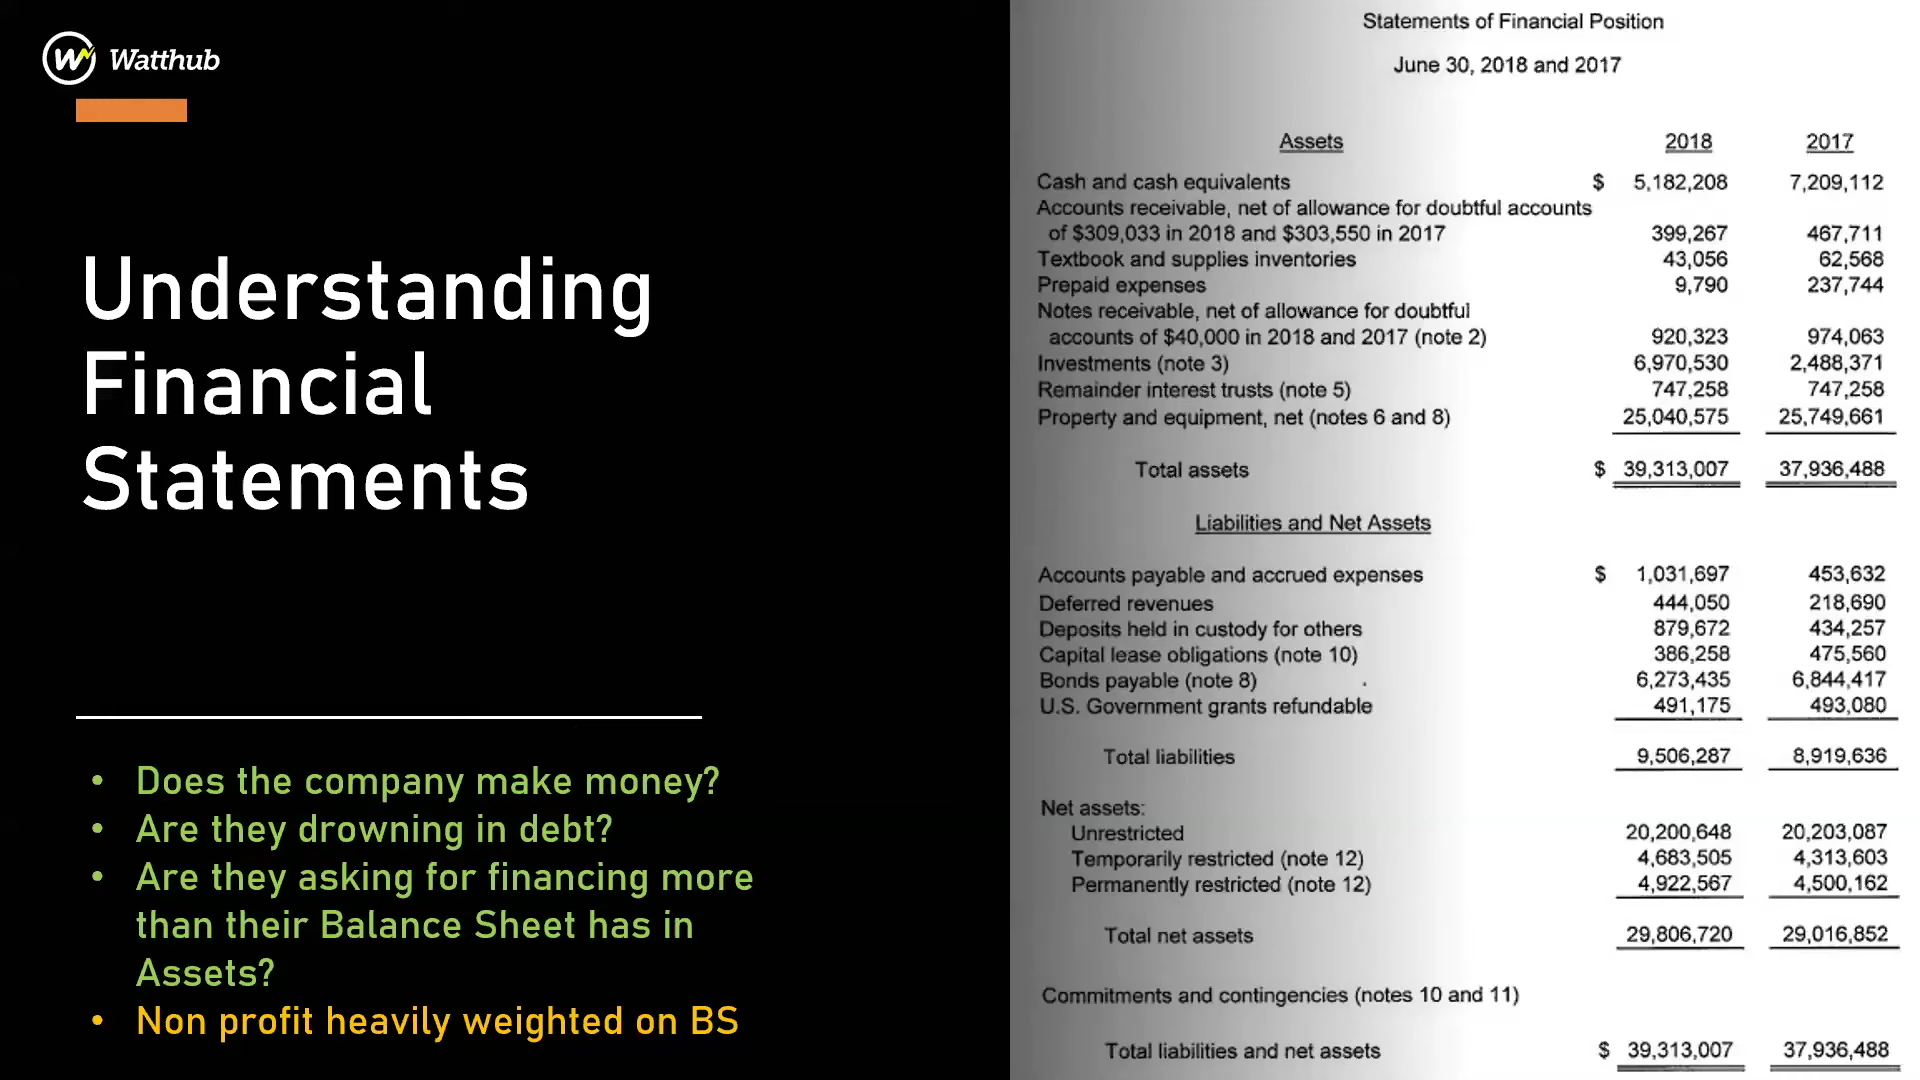 Watthub
Understanding
Financial
Statements
• Does the company make money?
• Are they drowning in debt?
• Are they asking for financing more
than their Balance Sheet has in
Assets?
• Non profit heavily weighted on BS
Statements of Financial Position
June 30, 2018 and 2017
Assets 2018 2017
Cash and cash equivalents $ 5,182,208 7,209,112
Accounts receivable, net of allowance for doubtful accounts
of $309,033 in 2018 and $303,550 in 2017 399,267 467,711
Textbook and supplies inventories 43,056 62,568
Prepaid expenses 9,790 237,744
Notes receivable, net of allowance for doubtful
accounts of $40,000 in 2018 and 2017 (note 2) 920,323 974,063
Investments (note 3) 6,970,530 2,488,371
Remainder interest trusts (note 5) 747,258 747,258
Property and equipment, net (notes 6 and 8) 25,040,575 25,749,661
Total assets $ 39,313,007 37,936,488
Liabilities and Net Assets
Accounts payable and accrued expenses $ 1,031,697 453,632
Deferred revenues 444,050 218,690
Deposits held in custody for others 879,672 434,257
Capital lease obligations (note 10) 386,258 475,560
Bonds payable (note 8) 6,273,435 6,844,417
U.S. Government grants refundable 491,175 493,080
Total liabilities 9,506,287 8,919,636
Net assets:
Unrestricted 20,200,648 20,203,087
Temporarily restricted (note 12) 4,683,505 4,313,603
Permanently restricted (note 12) 4,922,567 4,500,162
Total net assets 29,806,720 29,016,852
Commitments and contingencies (notes 10 and 11)
Total liabilities and net assets $ 39,313,007 37,936,488